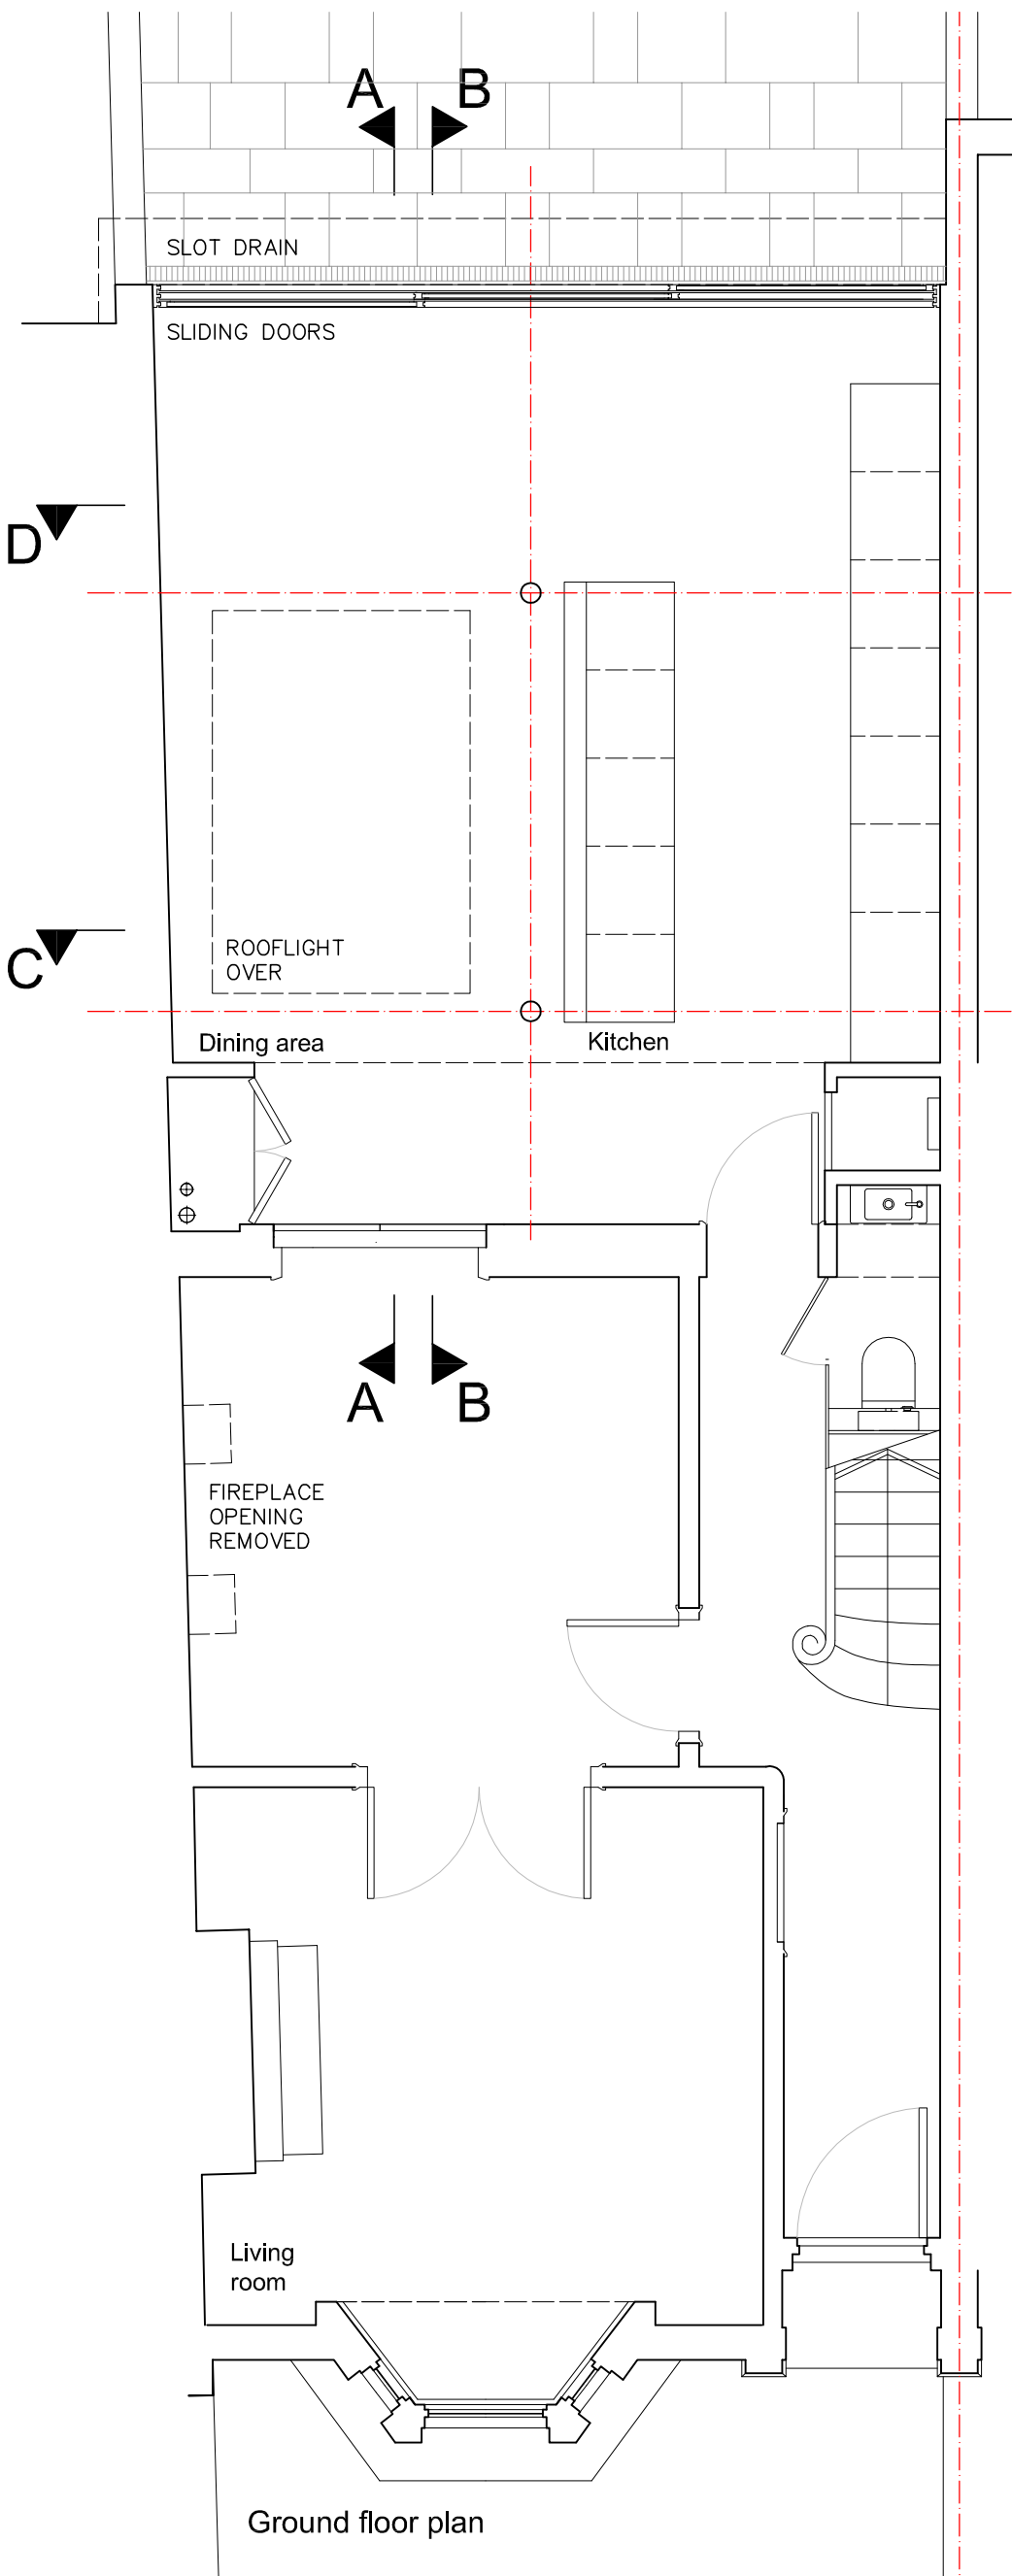 A B
SLOT DRAIN
SLIDING DOORS
D
ROOFLIGHT
OVER
C
Dining area
Kitchen
A B
FIREPLACE
OPENING
REMOVED
Living
room
Ground floor plan